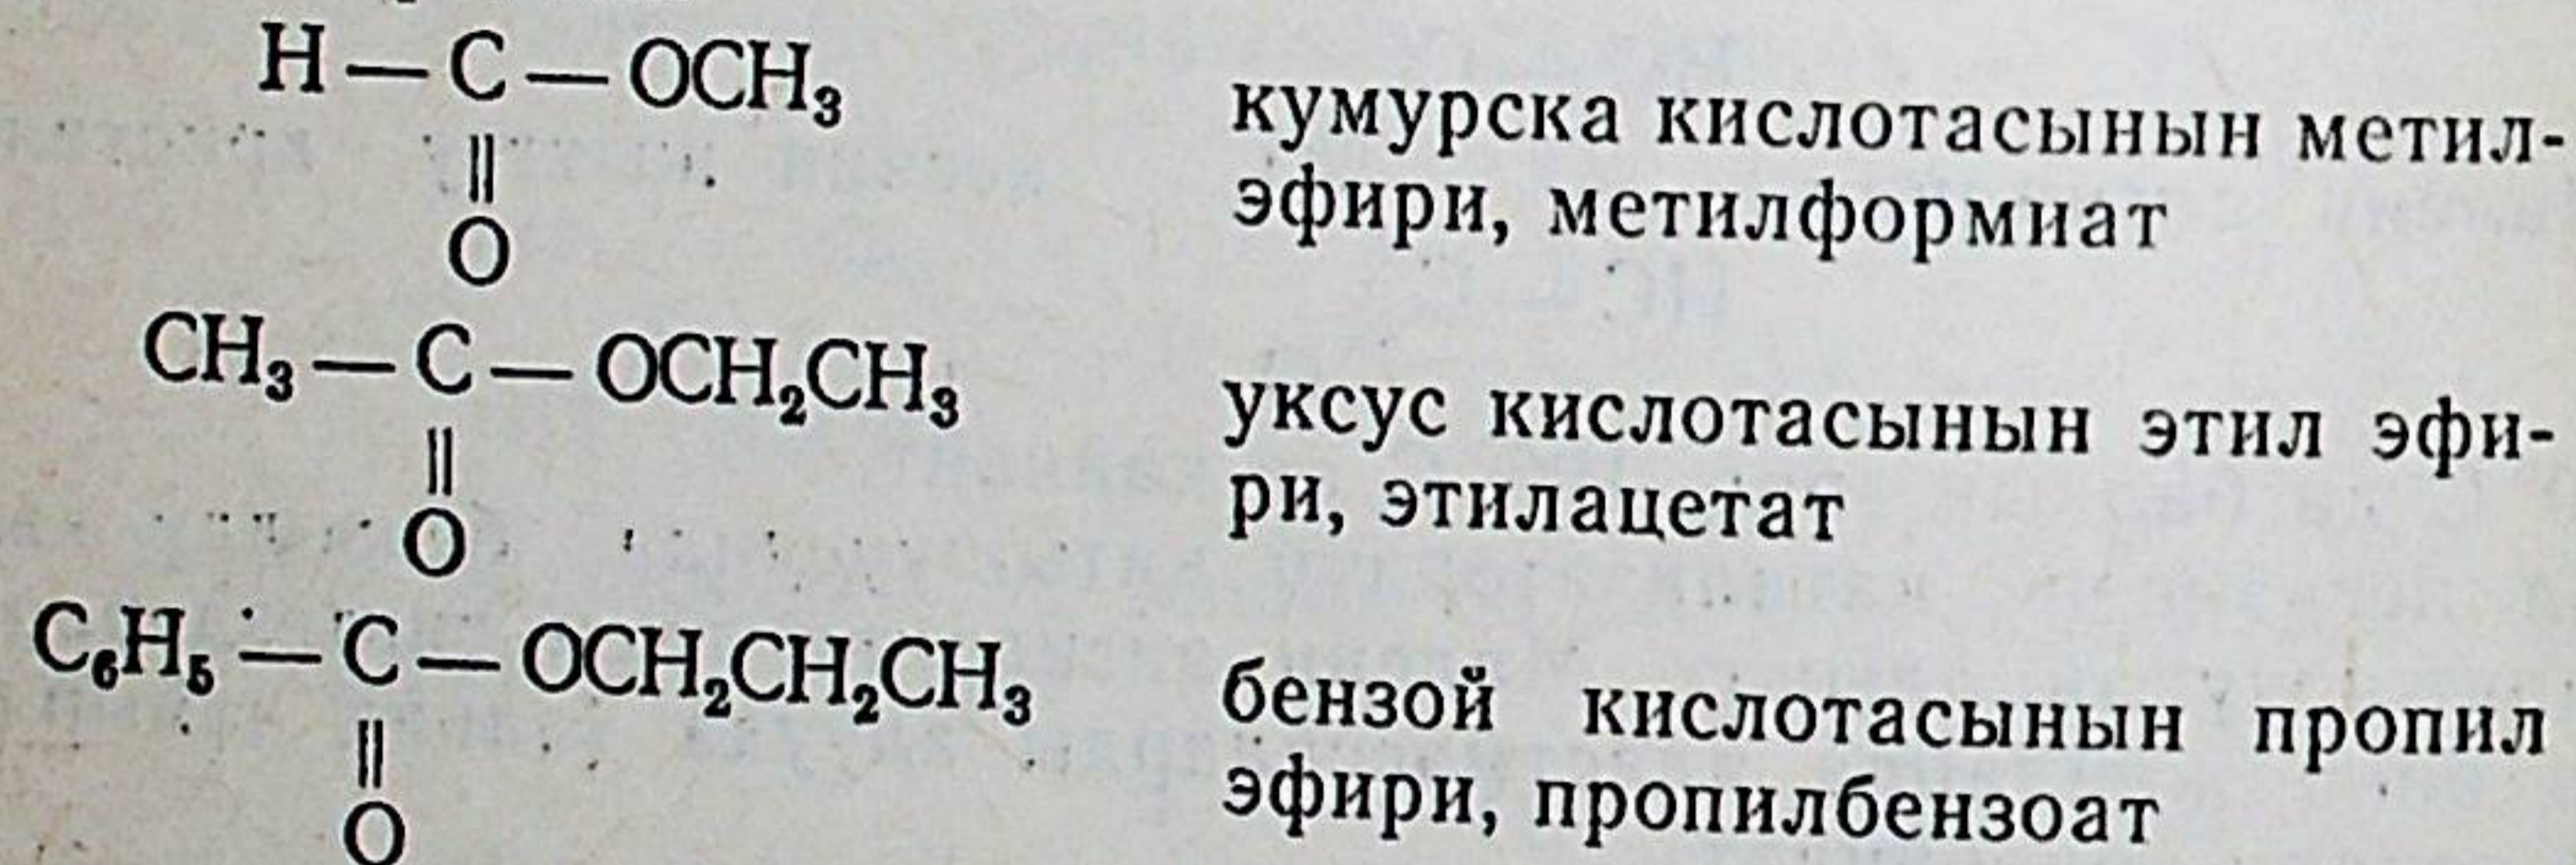 H — C — OCH₃
||
O
кумурска кислотасынын метил-
эфири, метилформиат
CH₃ — C — OCH₂CH₃
||
O
уксус кислотасынын этил эфи-
ри, этилацетат
C₆H₅ — C — OCH₂CH₂CH₃
||
O
бензой кислотасынын пропил
эфири, пропилбензоат